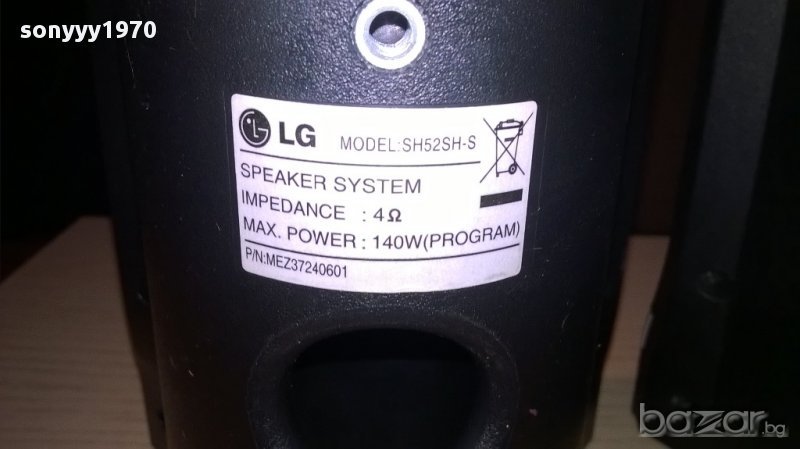 sonyyy1970
LG MODEL:SH52SH-S
SPEAKER SYSTEM
IMPEDANCE : 4Ω
MAX. POWER : 140W(PROGRAM)
P/N:MEZ37240601
bazar.bg